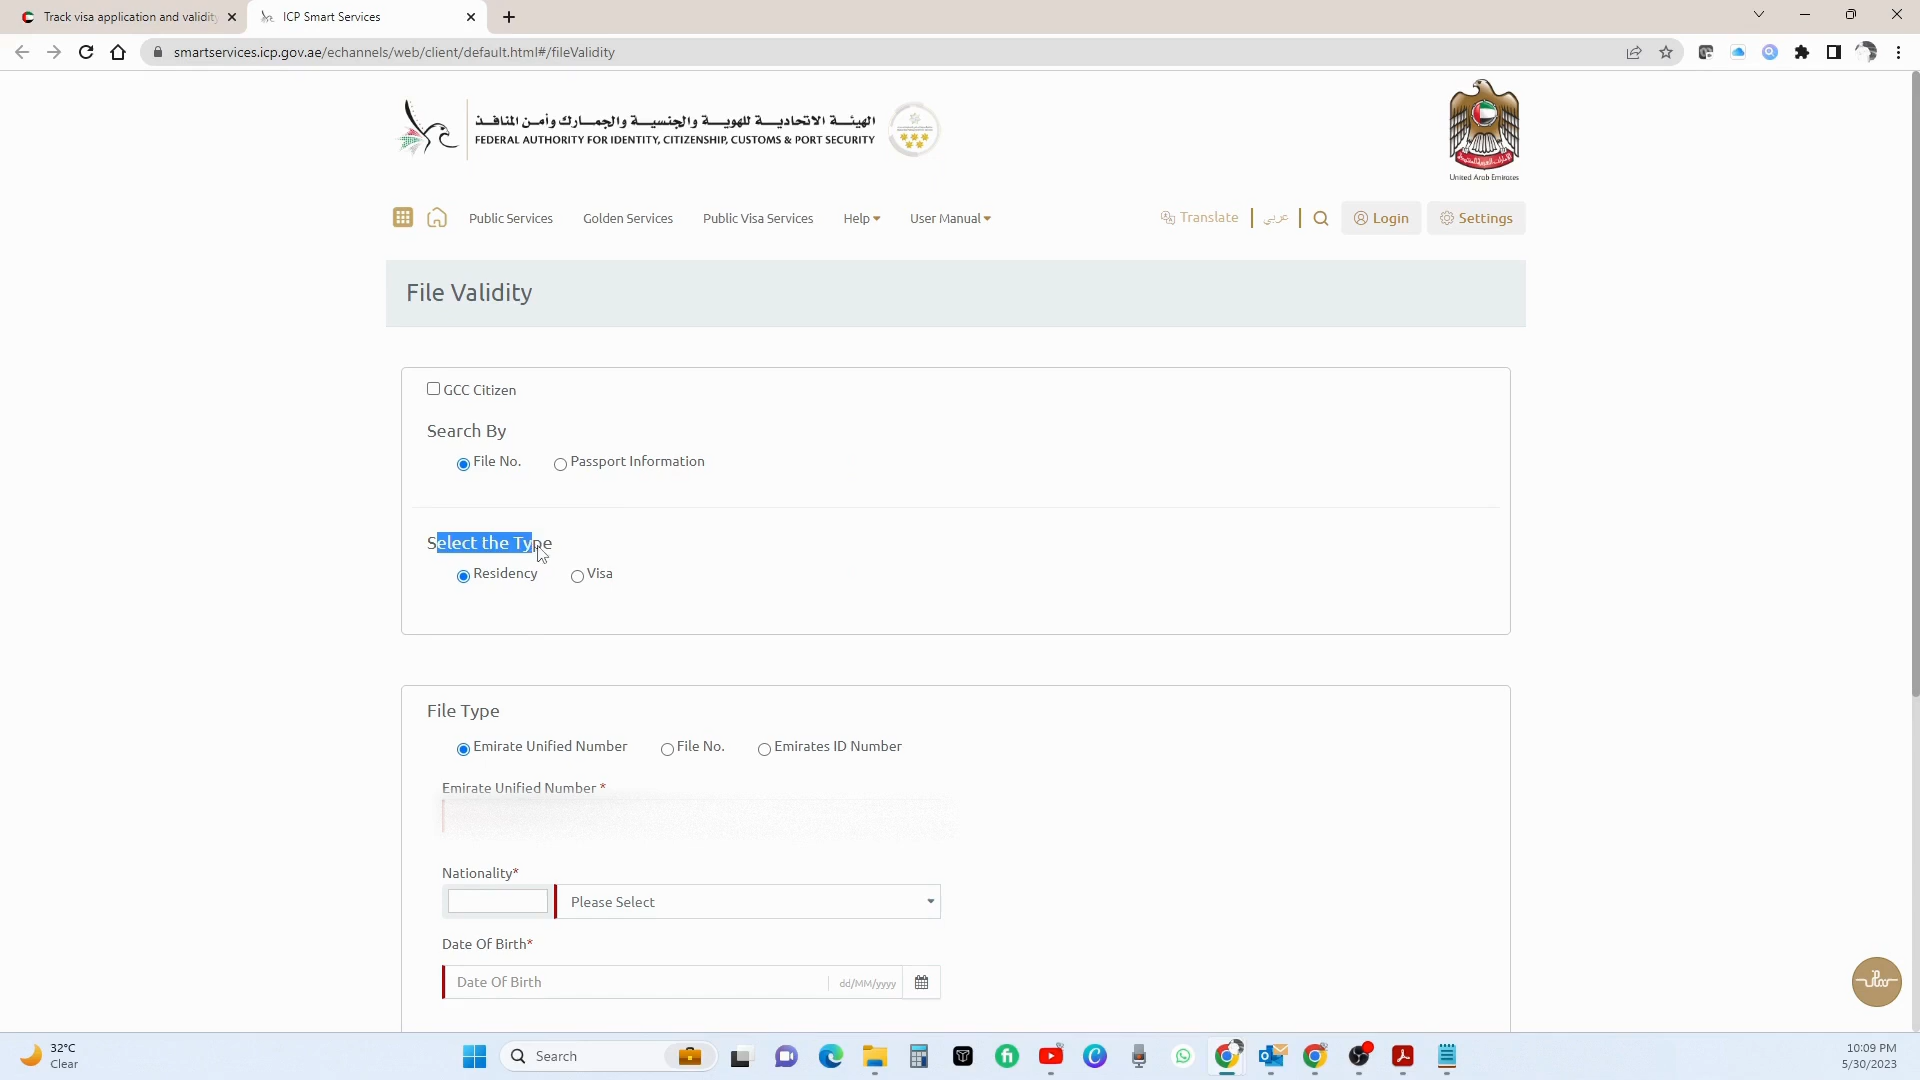 Track visa application and validity
ICP Smart Services
smartservices.icp.gov.ae/echannels/web/client/default.html#/fileValidity
الهيئة الاتحادية للهوية والجنسية والجمارك وأمن المنافذ
FEDERAL AUTHORITY FOR IDENTITY, CITIZENSHIP, CUSTOMS & PORT SECURITY
United Arab Emirates
Public Services
Golden Services
Public Visa Services
Help
User Manual
Translate
عربي
Login
Settings
File Validity
GCC Citizen
Search By
File No.
Passport Information
Select the Type
Residency
Visa
File Type
Emirate Unified Number
File No.
Emirates ID Number
Emirate Unified Number *
Nationality*
Please Select
Date Of Birth*
Date Of Birth
dd/MM/yyyy
32°C
Clear
Search
10:09 PM
5/30/2023